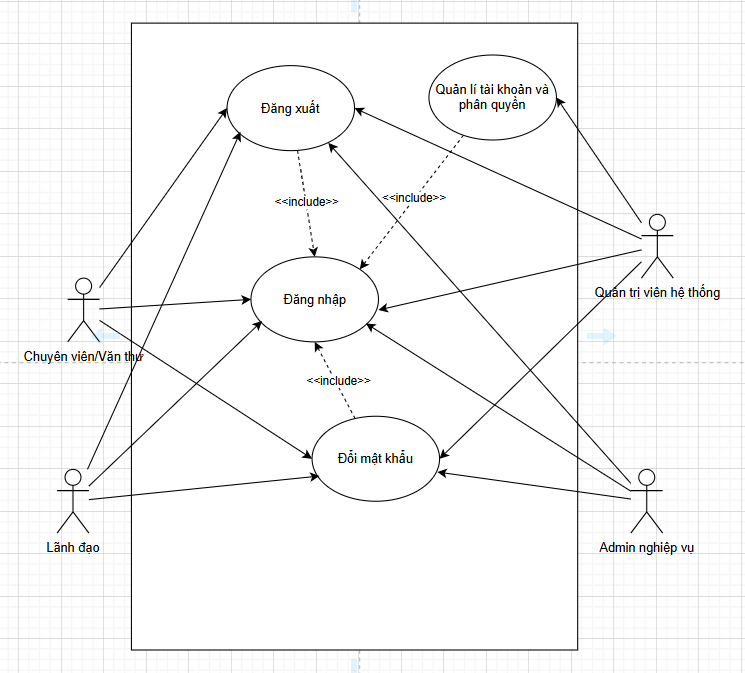 Đăng xuất
Quản lí tài khoản và
phân quyền
<<include>>
<<include>>
Đăng nhập
Quản trị viên hệ thống
Chuyên viên/Văn thư
<<include>>
Đổi mật khẩu
Lãnh đạo
Admin nghiệp vụ